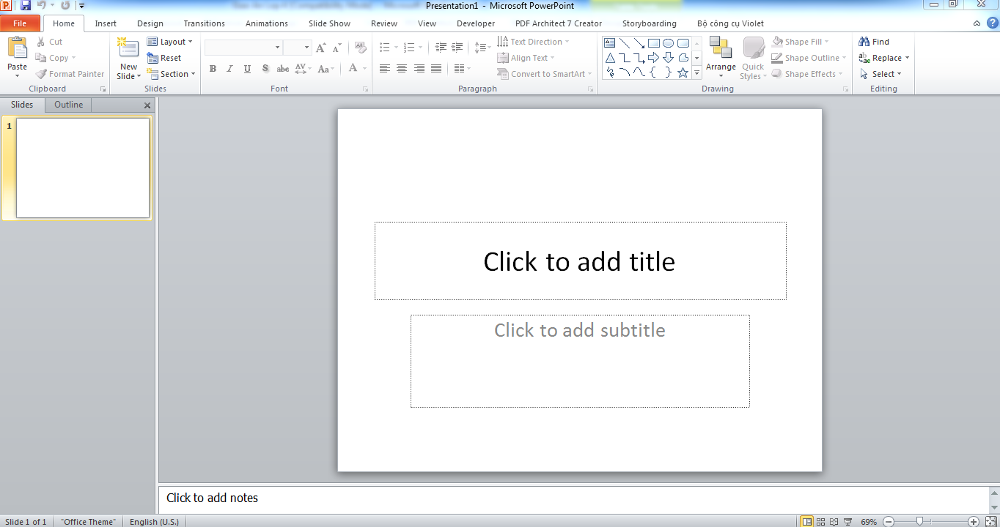 Presentation1 - Microsoft PowerPoint
File Home Insert Design Transitions Animations Slide Show Review View Developer PDF Architect 7 Creator Storyboarding Bộ công cụ Violet
Paste
Cut
Copy
Format Painter
Clipboard
New Slide
Layout
Reset
Section
Slides
B I U S abc AV Aa A
Font
Text Direction
Align Text
Convert to SmartArt
Paragraph
Arrange
Quick Styles
Shape Fill
Shape Outline
Shape Effects
Drawing
Find
Replace
Select
Editing
Slides Outline
1
Click to add title
Click to add subtitle
Click to add notes
Slide 1 of 1 "Office Theme" English (U.S.) 69%